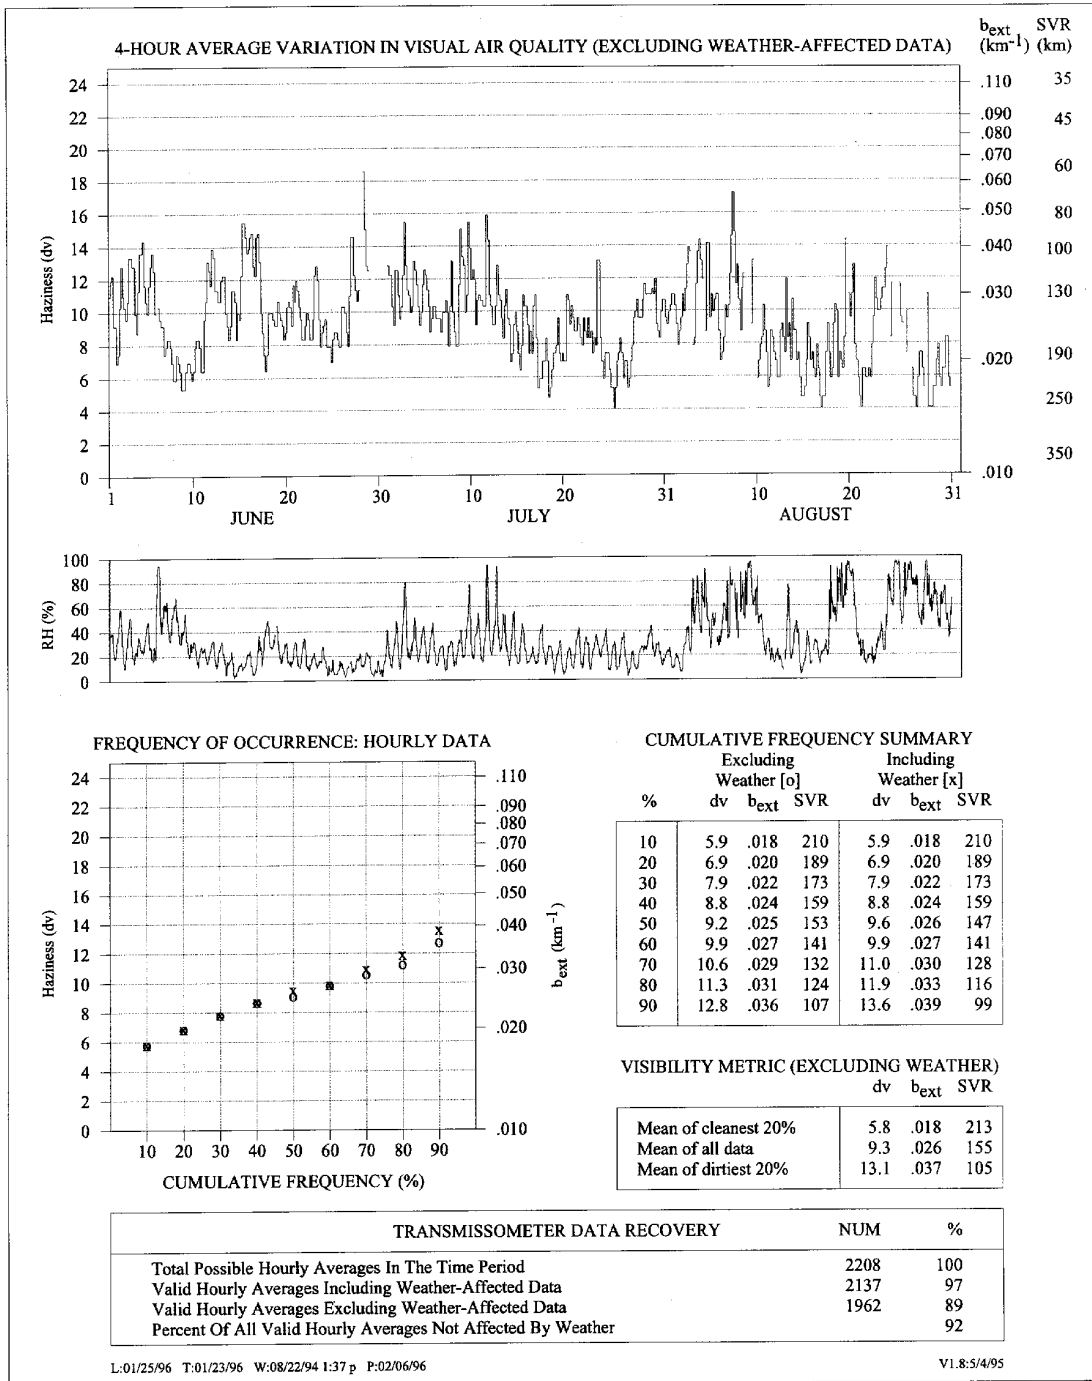 b_ext SVR
(km-1) (km)
4-HOUR AVERAGE VARIATION IN VISUAL AIR QUALITY (EXCLUDING WEATHER-AFFECTED DATA)
Haziness (dv)
24
22
20
18
16
14
12
10
8
6
4
2
0
.110 35
.090 45
.080
.070
.060 60
.050 80
.040 100
.030 130
.020 190
250
350
.010
1 10 20 30 10 20 31 10 20 31
JUNE JULY AUGUST
RH (%)
100
80
60
40
20
0
FREQUENCY OF OCCURRENCE: HOURLY DATA
Haziness (dv)
24
22
20
18
16
14
12
10
8
6
4
2
0
.110
.090
.080
.070
.060
.050
.040
.030
.020
.010
b_ext (km-1)
10 20 30 40 50 60 70 80 90
CUMULATIVE FREQUENCY (%)
CUMULATIVE FREQUENCY SUMMARY
Excluding Including
Weather [o] Weather [x]
% dv b_ext SVR dv b_ext SVR
10 5.9 .018 210 5.9 .018 210
20 6.9 .020 189 6.9 .020 189
30 7.9 .022 173 7.9 .022 173
40 8.8 .024 159 8.8 .024 159
50 9.2 .025 153 9.6 .026 147
60 9.9 .027 141 9.9 .027 141
70 10.6 .029 132 11.0 .030 128
80 11.3 .031 124 11.9 .033 116
90 12.8 .036 107 13.6 .039 99
VISIBILITY METRIC (EXCLUDING WEATHER)
dv b_ext SVR
Mean of cleanest 20% 5.8 .018 213
Mean of all data 9.3 .026 155
Mean of dirtiest 20% 13.1 .037 105
TRANSMISSOMETER DATA RECOVERY NUM %
Total Possible Hourly Averages In The Time Period 2208 100
Valid Hourly Averages Including Weather-Affected Data 2137 97
Valid Hourly Averages Excluding Weather-Affected Data 1962 89
Percent Of All Valid Hourly Averages Not Affected By Weather 92
L:01/25/96 T:01/23/96 W:08/22/94 1:37 p P:02/06/96 V1.8:5/4/95